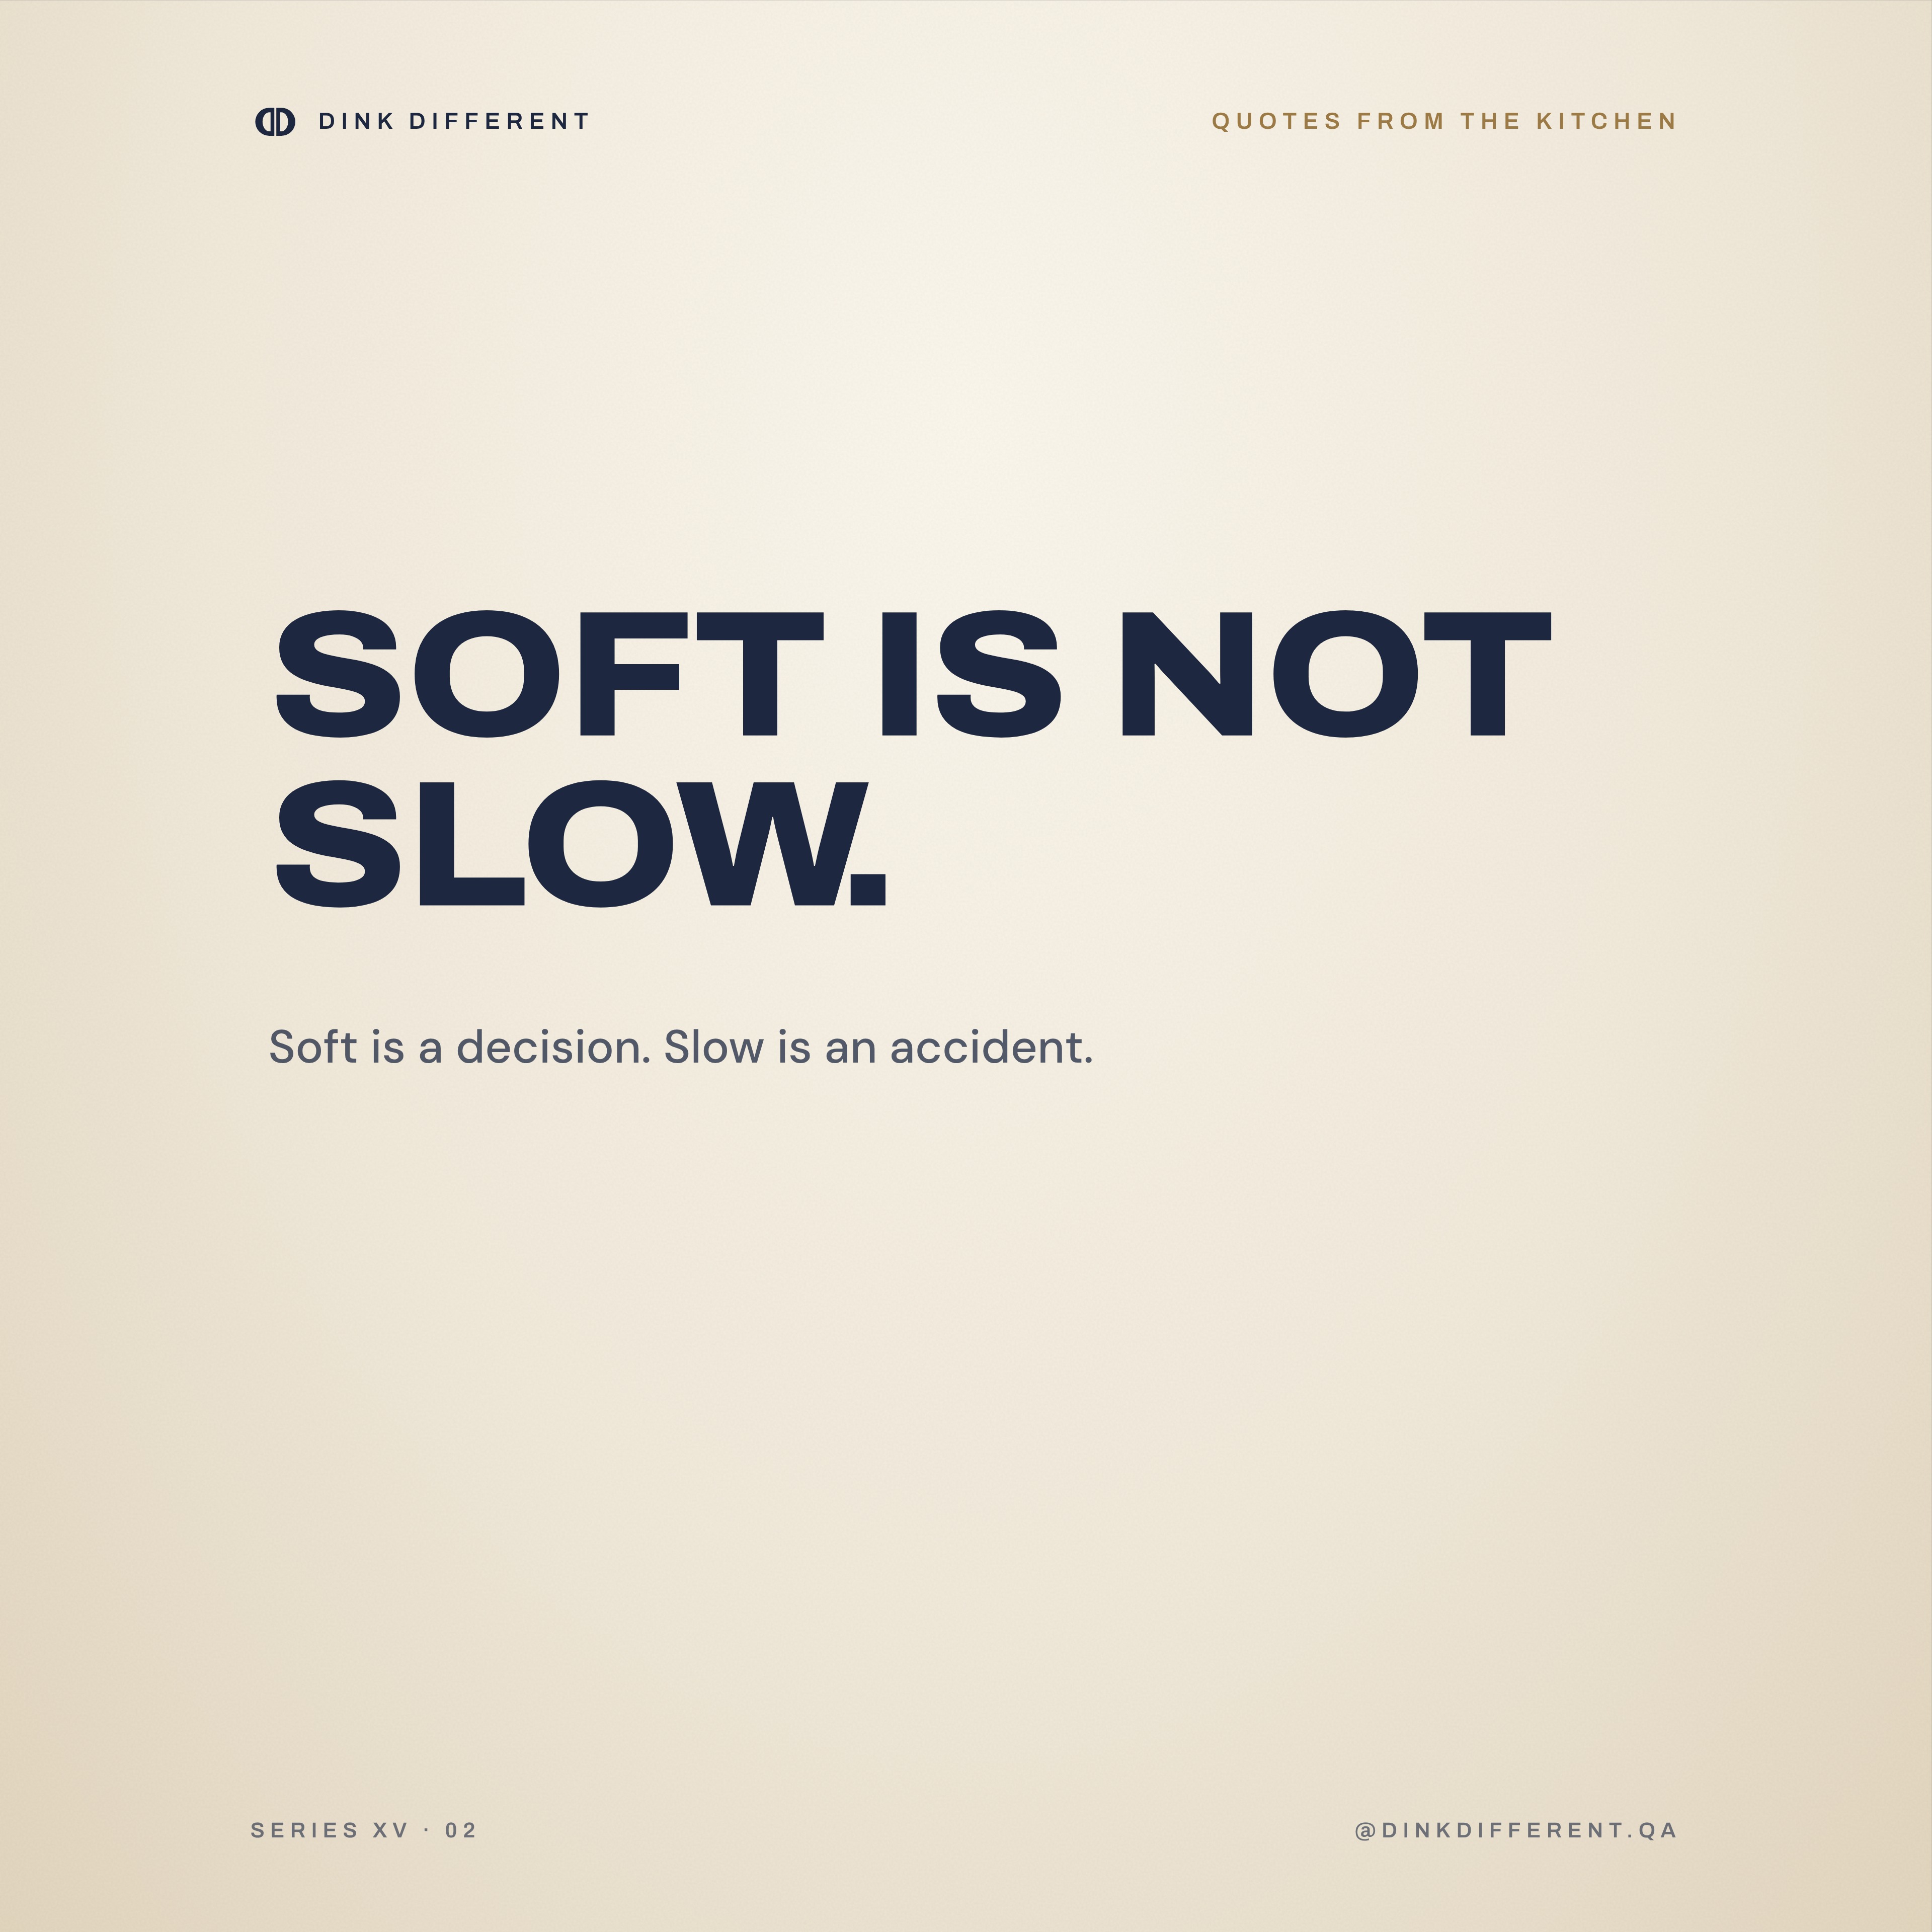 DINK DIFFERENT
QUOTES FROM THE KITCHEN
SOFT IS NOT
SLOW.
Soft is a decision. Slow is an accident.
SERIES XV · 02
@DINKDIFFERENT.QA